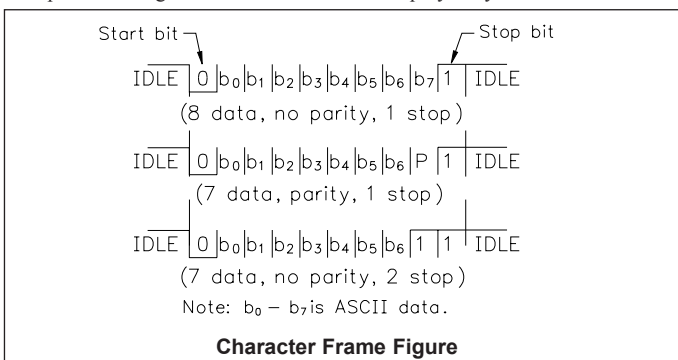 Start bit Stop bit
IDLE 0 b₀ b₁ b₂ b₃ b₄ b₅ b₆ b₇ 1 IDLE
(8 data, no parity, 1 stop)
IDLE 0 b₀ b₁ b₂ b₃ b₄ b₅ b₆ P 1 IDLE
(7 data, parity, 1 stop)
IDLE 0 b₀ b₁ b₂ b₃ b₄ b₅ b₆ 1 1 IDLE
(7 data, no parity, 2 stop)
Note: b₀ – b₇ is ASCII data.
Character Frame Figure